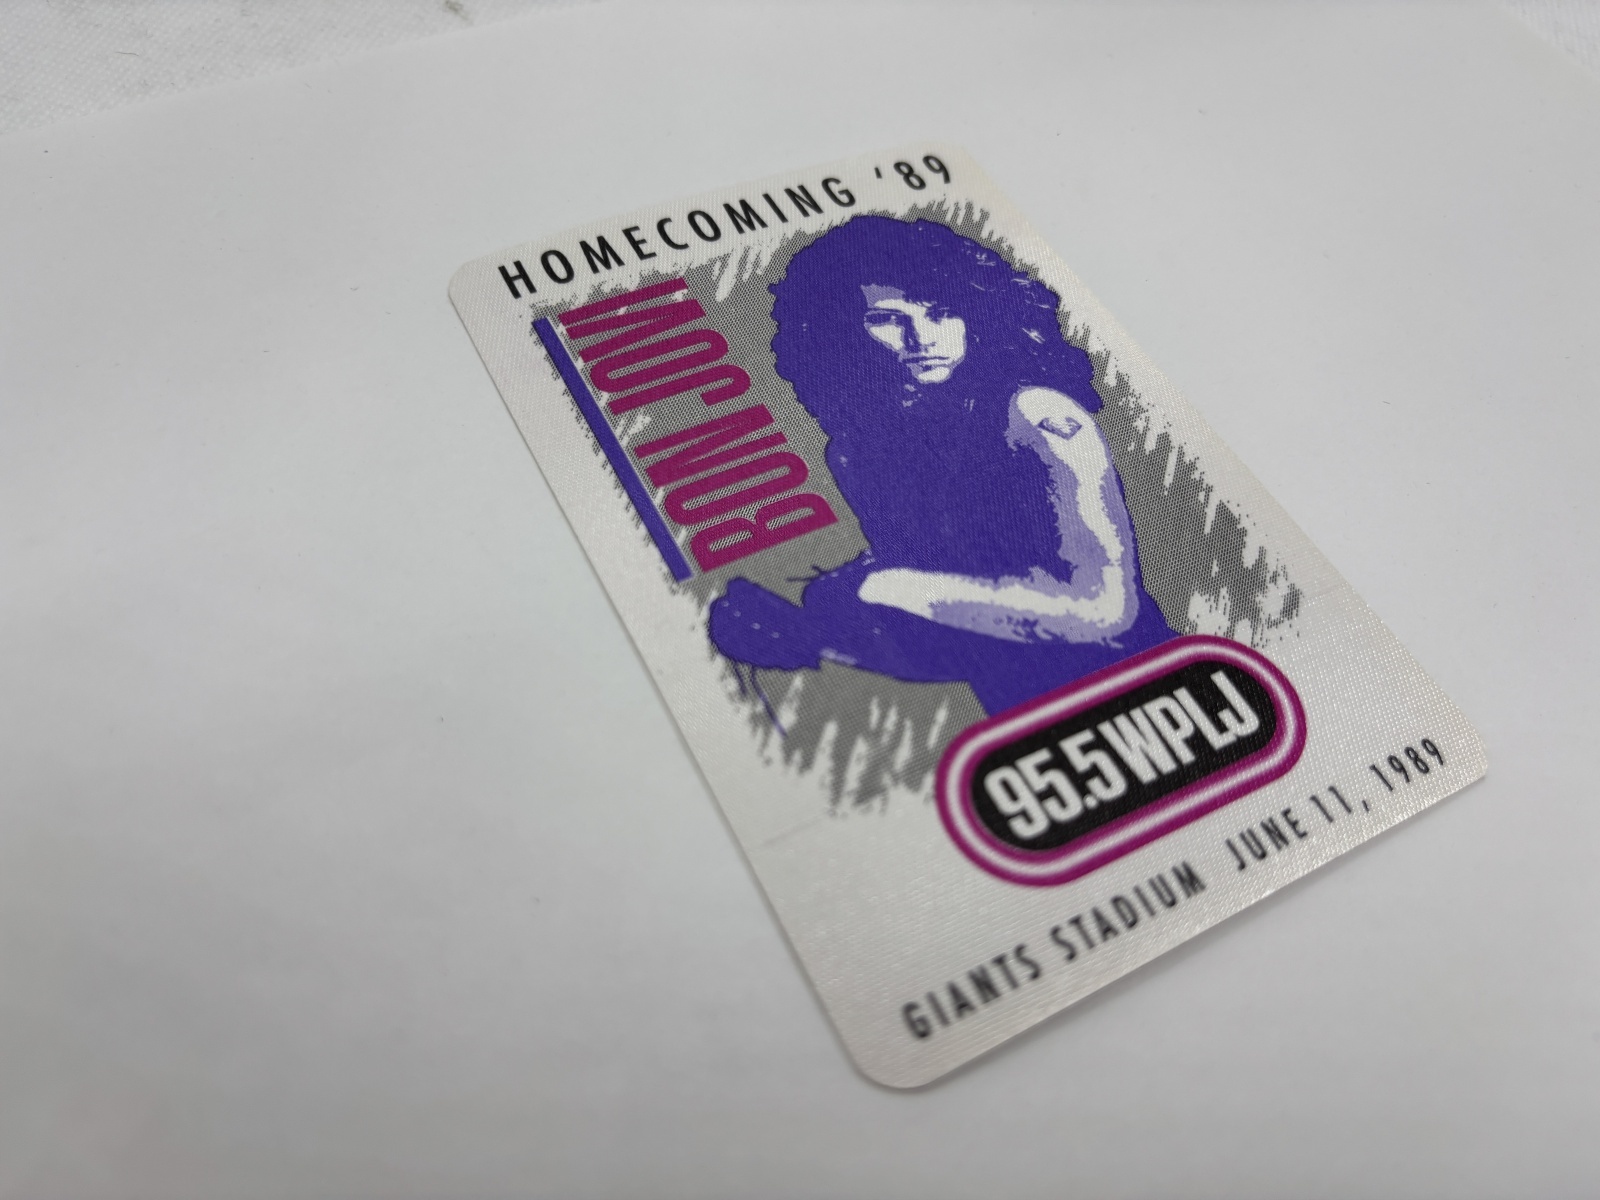 HOMECOMING '89
BON JOVI
95.5 WPLJ
GIANTS STADIUM JUNE 11, 1989